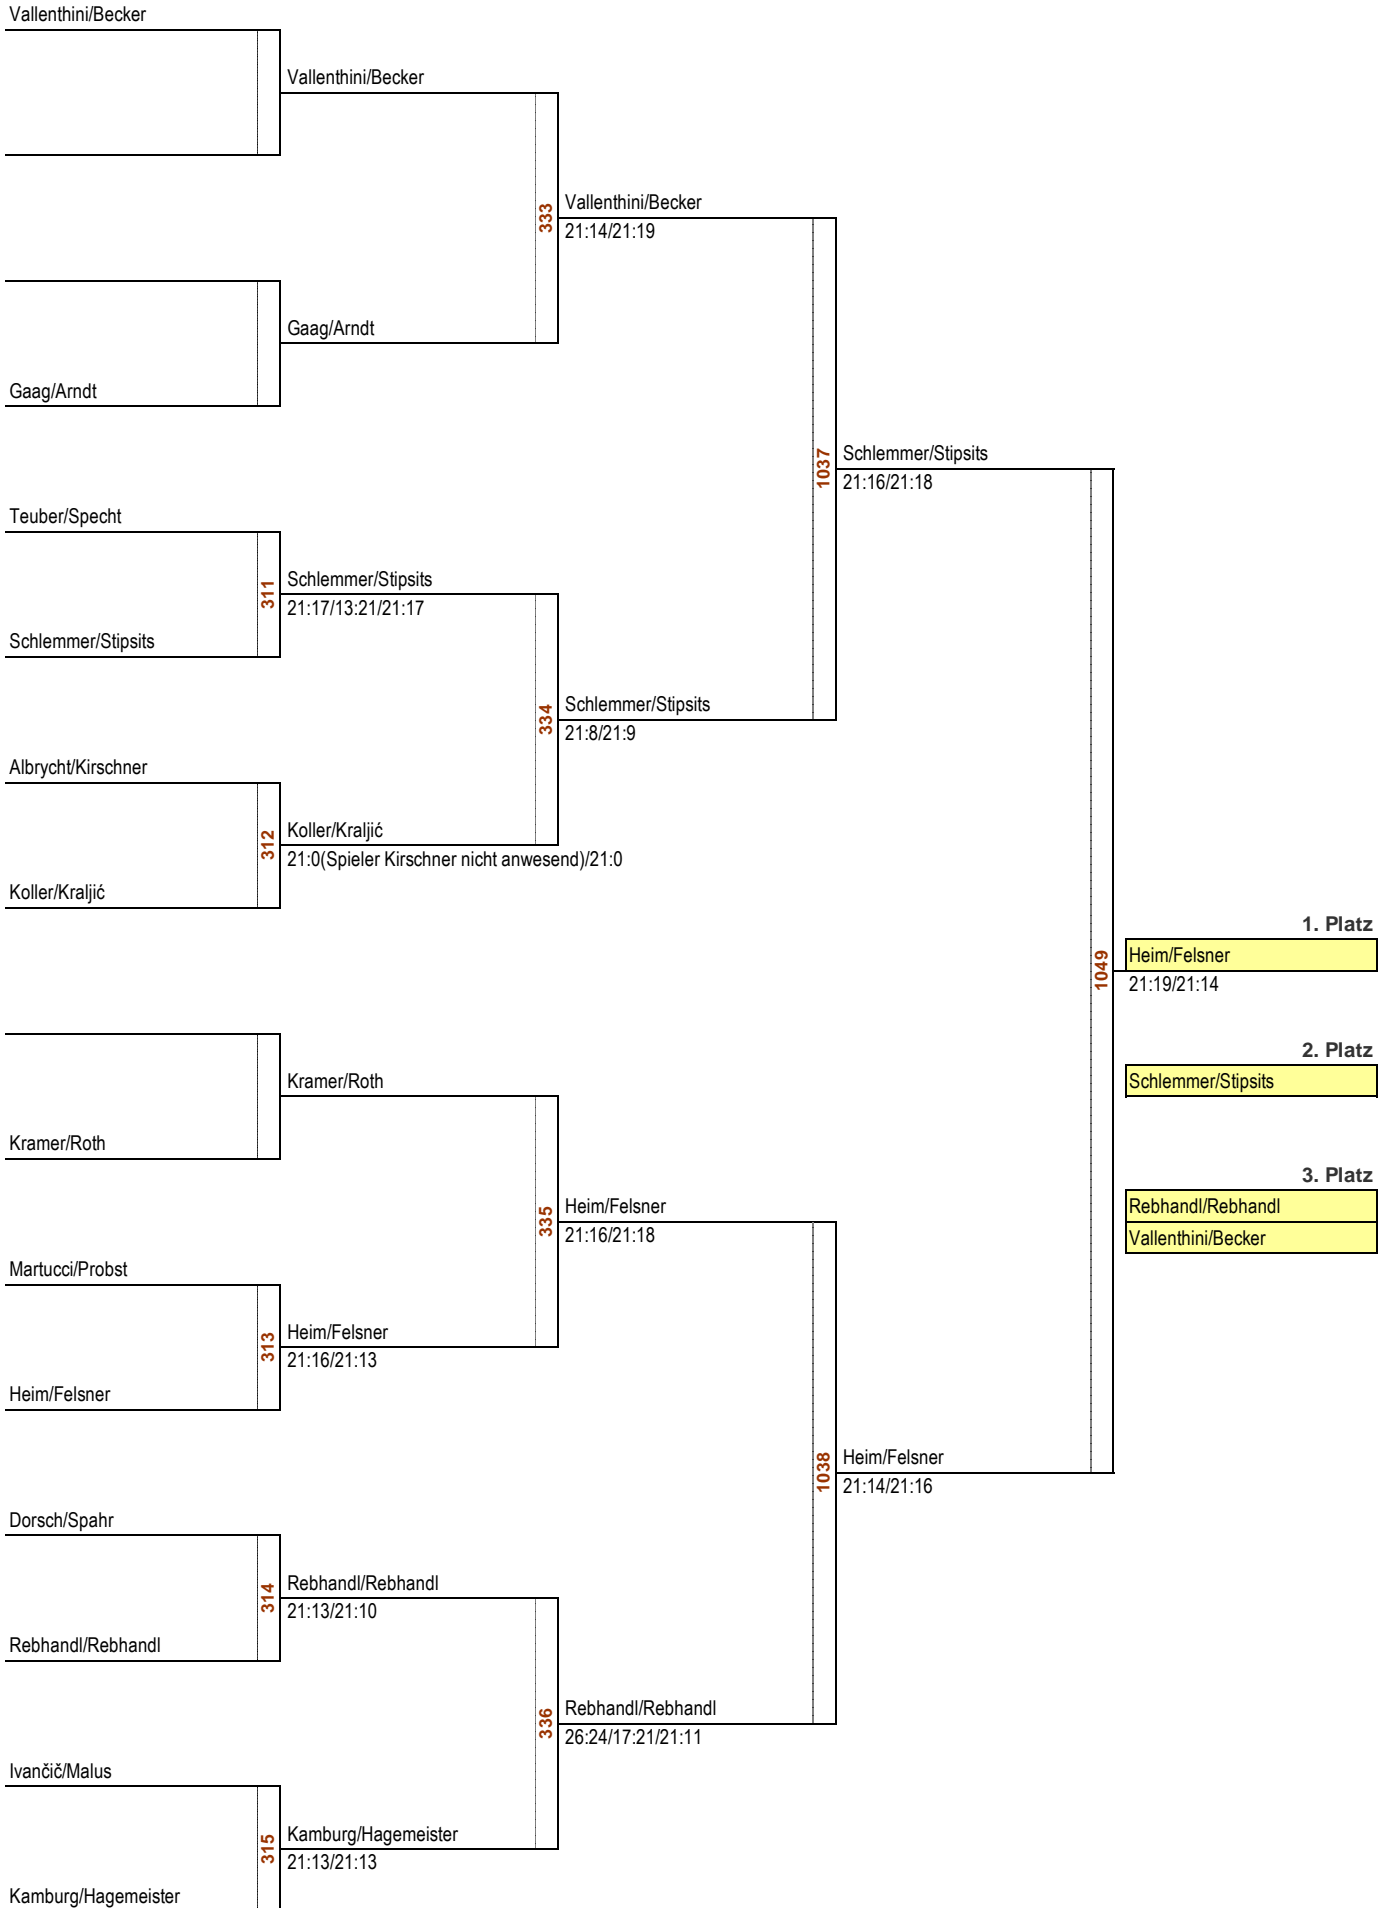 Vallenthini/Becker
Vallenthini/Becker
333
Vallenthini/Becker
21:14/21:19
Gaag/Arndt
Gaag/Arndt
1037
Schlemmer/Stipsits
21:16/21:18
Teuber/Specht
311
Schlemmer/Stipsits
21:17/13:21/21:17
Schlemmer/Stipsits
334
Schlemmer/Stipsits
21:8/21:9
Albrycht/Kirschner
312
Koller/Kraljić
21:0(Spieler Kirschner nicht anwesend)/21:0
Koller/Kraljić
1. Platz
1049
Heim/Felsner
21:19/21:14
2. Platz
Schlemmer/Stipsits
Kramer/Roth
Kramer/Roth
3. Platz
Rebhandl/Rebhandl
Vallenthini/Becker
335
Heim/Felsner
21:16/21:18
Martucci/Probst
313
Heim/Felsner
21:16/21:13
Heim/Felsner
1038
Heim/Felsner
21:14/21:16
Dorsch/Spahr
314
Rebhandl/Rebhandl
21:13/21:10
Rebhandl/Rebhandl
336
Rebhandl/Rebhandl
26:24/17:21/21:11
Ivančič/Malus
315
Kamburg/Hagemeister
21:13/21:13
Kamburg/Hagemeister